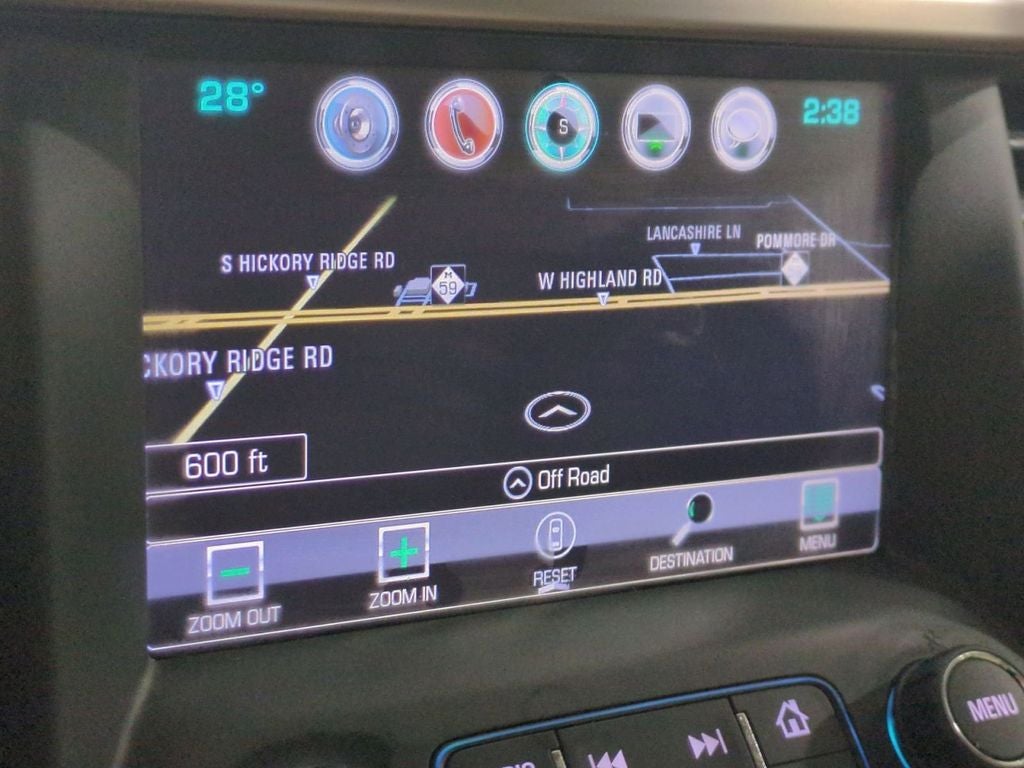 28°
S
2:38
LANCASHIRE LN
POMMORE DR
S HICKORY RIDGE RD
M
59
W HIGHLAND RD
CKORY RIDGE RD
600 ft
Off Road
ZOOM OUT
ZOOM IN
RESET
DESTINATION
MENU
MENU